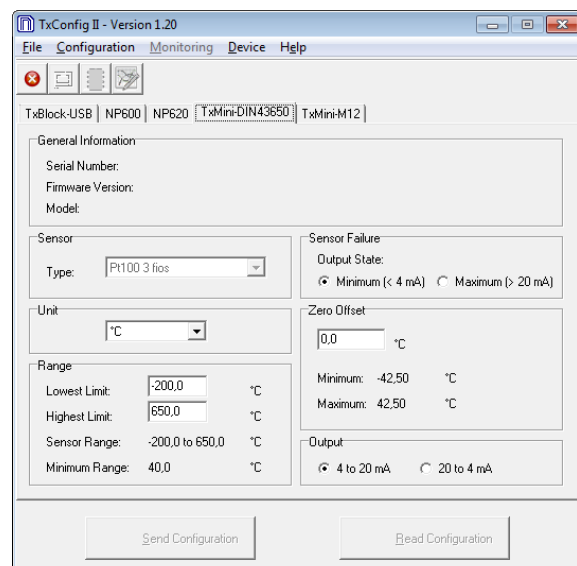 TxConfig II - Version 1.20
File Configuration Monitoring Device Help
TxBlock-USB NP600 NP620 TxMini-DIN43650 TxMini-M12
General Information
Serial Number:
Firmware Version:
Model:
Sensor
Type: Pt100 3 fios
Sensor Failure
Output State:
Minimum (< 4 mA) Maximum (> 20 mA)
Unit
°C
Zero Offset
0,0 °C
Minimum: -42,50 °C
Maximum: 42,50 °C
Range
Lowest Limit: -200,0 °C
Highest Limit: 650,0 °C
Sensor Range: -200,0 to 650,0 °C
Minimum Range: 40,0 °C
Output
4 to 20 mA 20 to 4 mA
Send Configuration Read Configuration